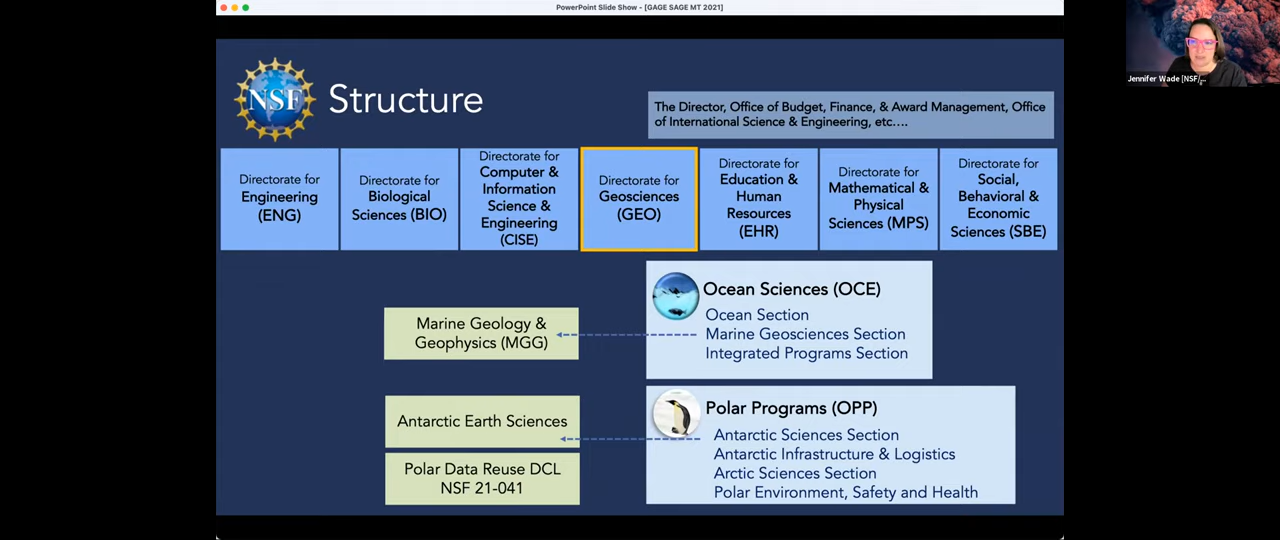 PowerPoint Slide Show - [GAGE SAGE MT 2021]
Jennifer Wade [NSF/...
NSF
Structure
The Director, Office of Budget, Finance, & Award Management, Office
of International Science & Engineering, etc....
Directorate for
Engineering
(ENG)
Directorate for
Biological
Sciences (BIO)
Directorate for
Computer &
Information
Science &
Engineering
(CISE)
Directorate for
Geosciences
(GEO)
Directorate for
Education &
Human
Resources
(EHR)
Directorate for
Mathematical &
Physical
Sciences (MPS)
Directorate for
Social,
Behavioral &
Economic
Sciences (SBE)
Marine Geology &
Geophysics (MGG)
Ocean Sciences (OCE)
Ocean Section
Marine Geosciences Section
Integrated Programs Section
Antarctic Earth Sciences
Polar Data Reuse DCL
NSF 21-041
Polar Programs (OPP)
Antarctic Sciences Section
Antarctic Infrastructure & Logistics
Arctic Sciences Section
Polar Environment, Safety and Health